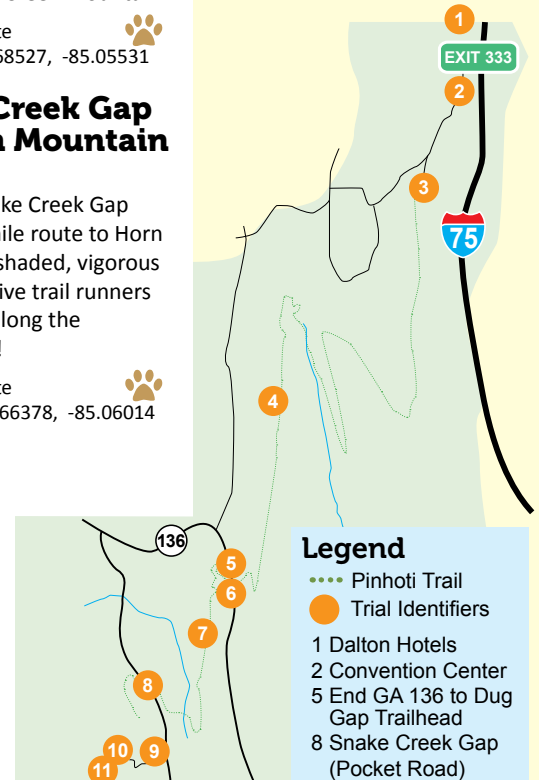 te
68527, -85.05531
Creek Gap
Mountain
ke Creek Gap
ile route to Horn
shaded, vigorous
ive trail runners
long the
te
66378, -85.06014
1
EXIT 333
2
3
75
4
136
5
6
7
8
9
10
11
Legend
Pinhoti Trail
Trial Identifiers
1 Dalton Hotels
2 Convention Center
5 End GA 136 to Dug
Gap Trailhead
8 Snake Creek Gap
(Pocket Road)